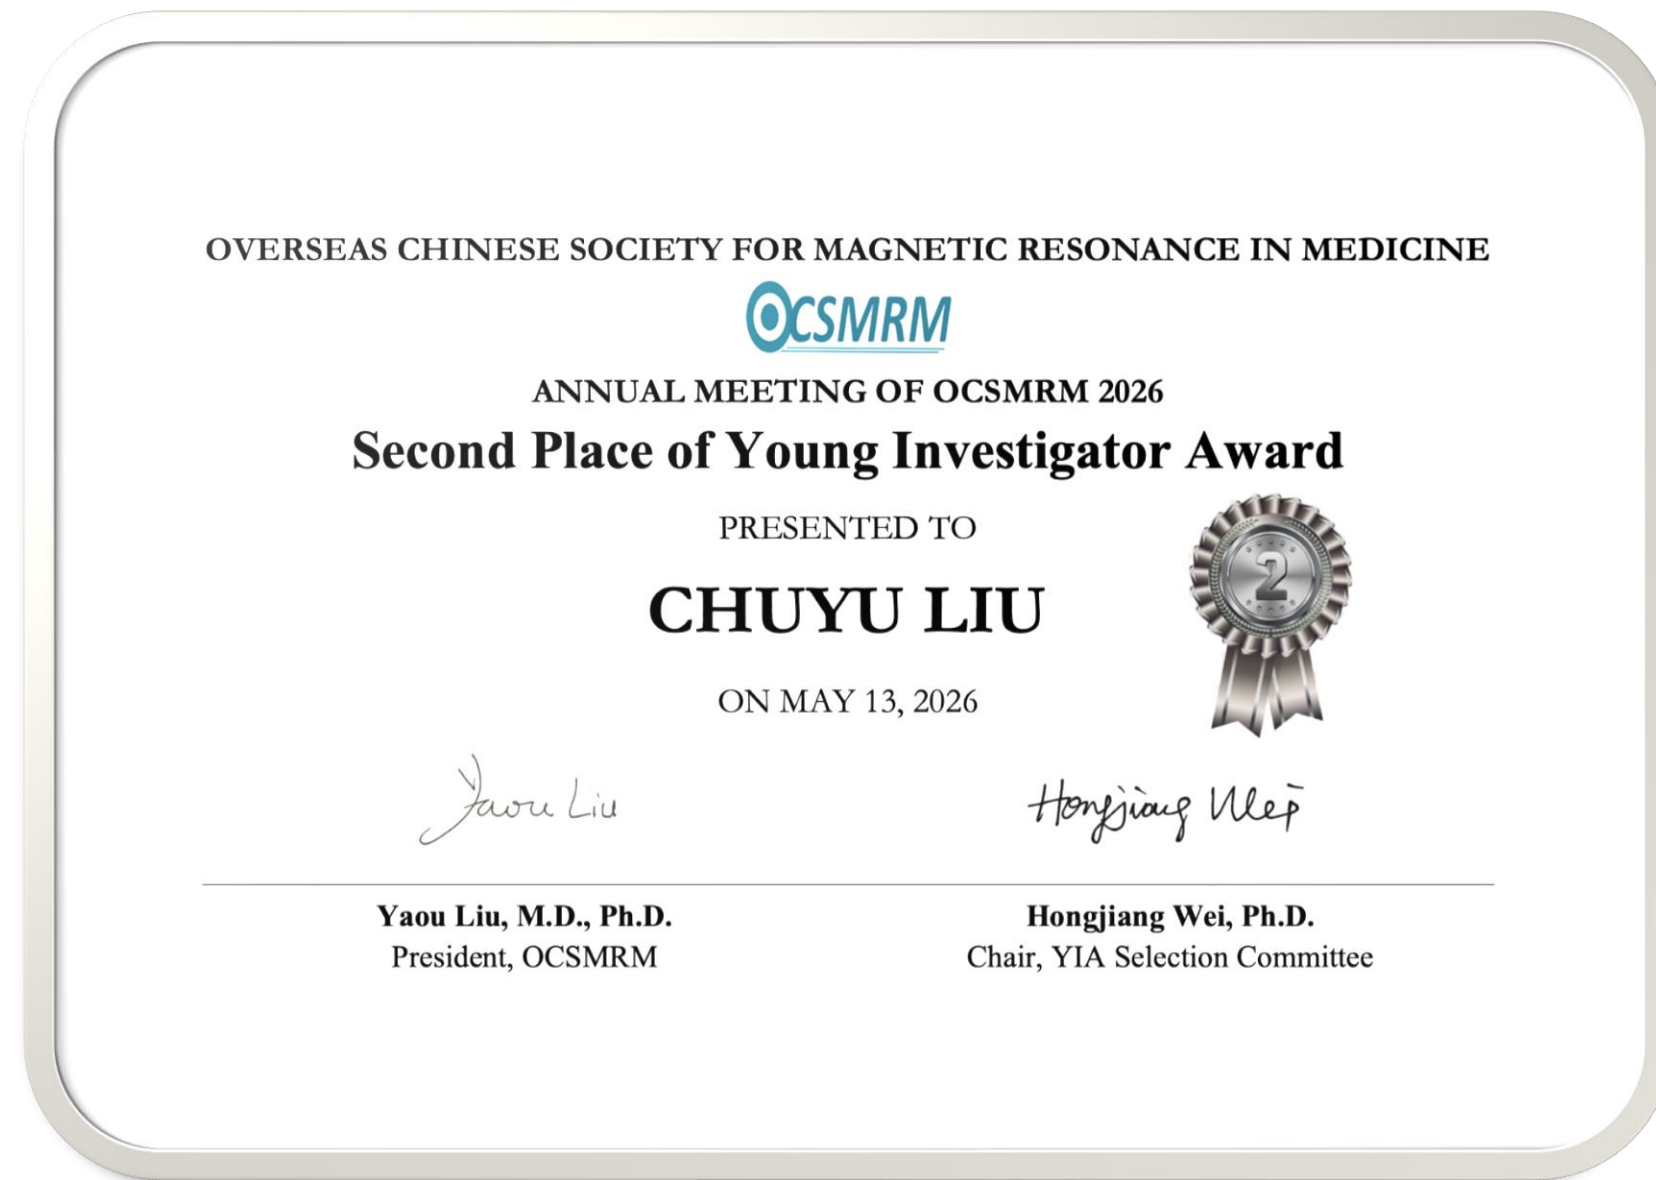 OVERSEAS CHINESE SOCIETY FOR MAGNETIC RESONANCE IN MEDICINE
OCSMRM
ANNUAL MEETING OF OCSMRM 2026
Second Place of Young Investigator Award
PRESENTED TO
2
CHUYU LIU
ON MAY 13, 2026
Yaou Liu
Hongjiang Wei
Yaou Liu, M.D., Ph.D.
President, OCSMRM
Hongjiang Wei, Ph.D.
Chair, YIA Selection Committee